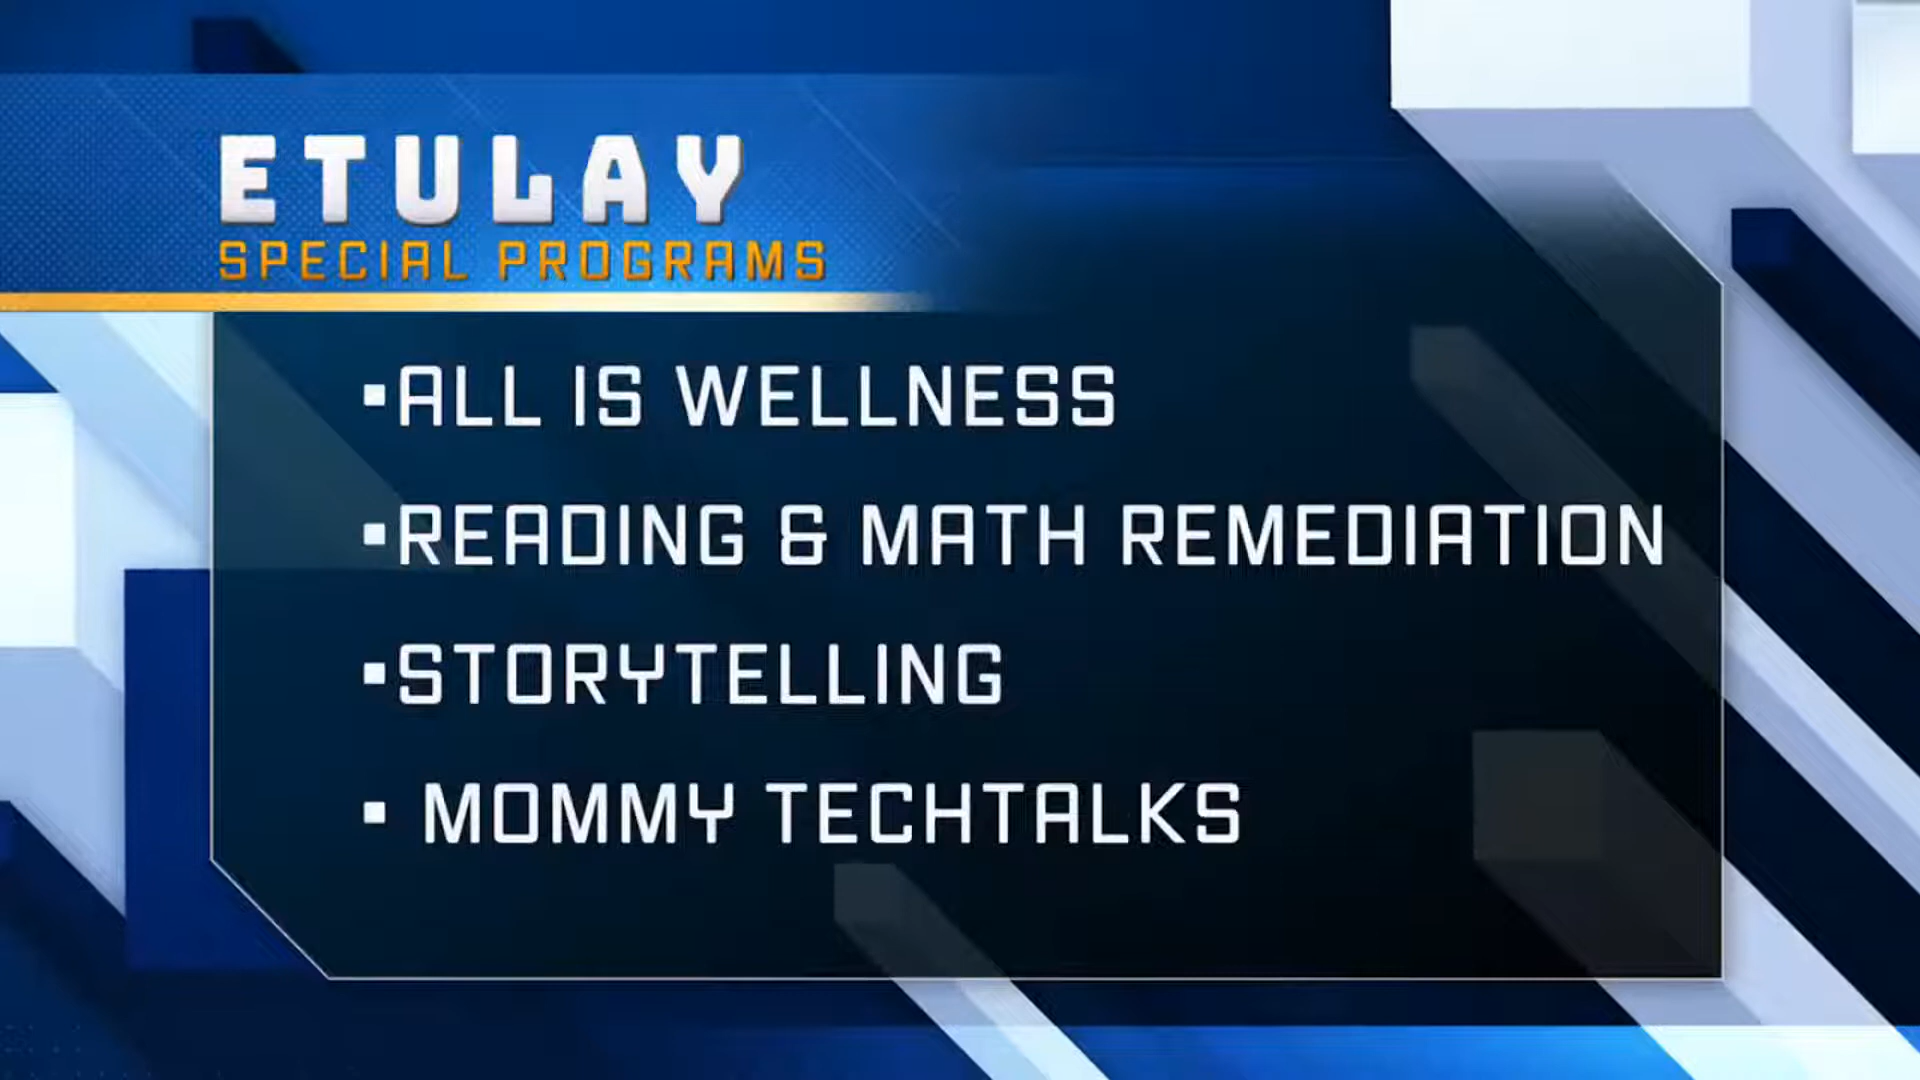 ETULAY
SPECIAL PROGRAMS
▪ALL IS WELLNESS
▪READING & MATH REMEDIATION
▪STORYTELLING
▪ MOMMY TECHTALKS